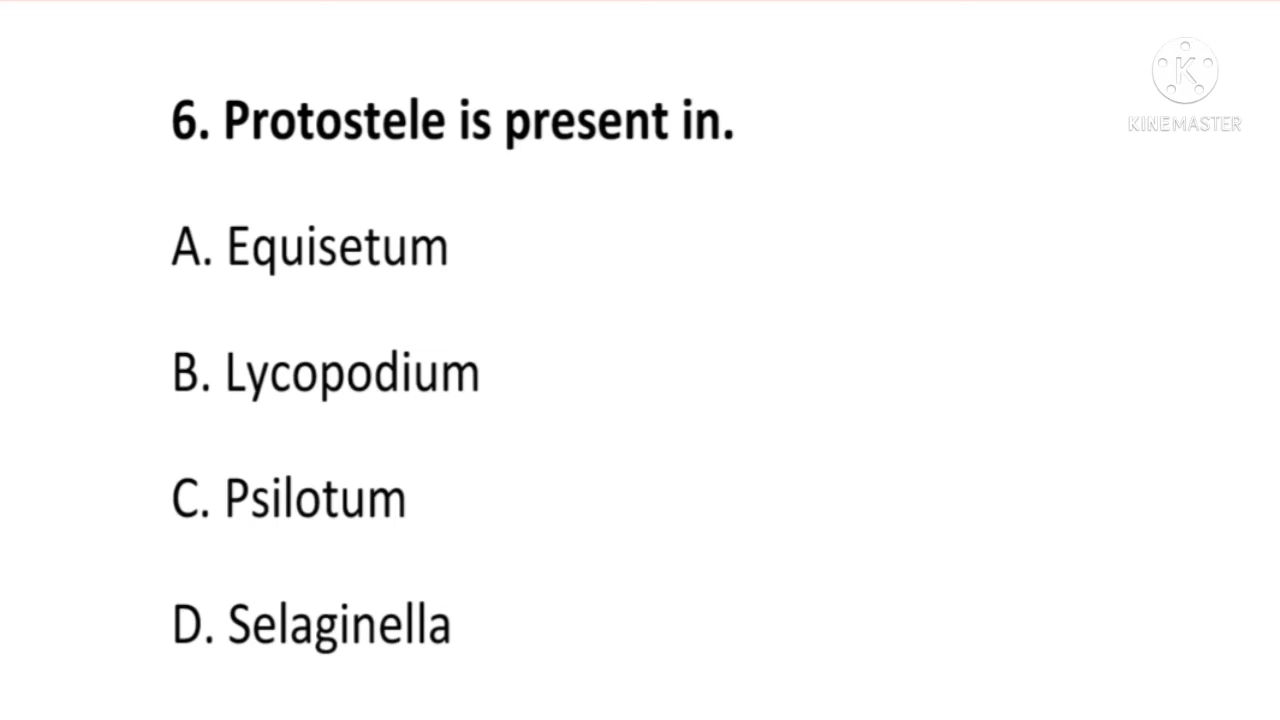 KINEMASTER
6. Protostele is present in.
A. Equisetum
B. Lycopodium
C. Psilotum
D. Selaginella